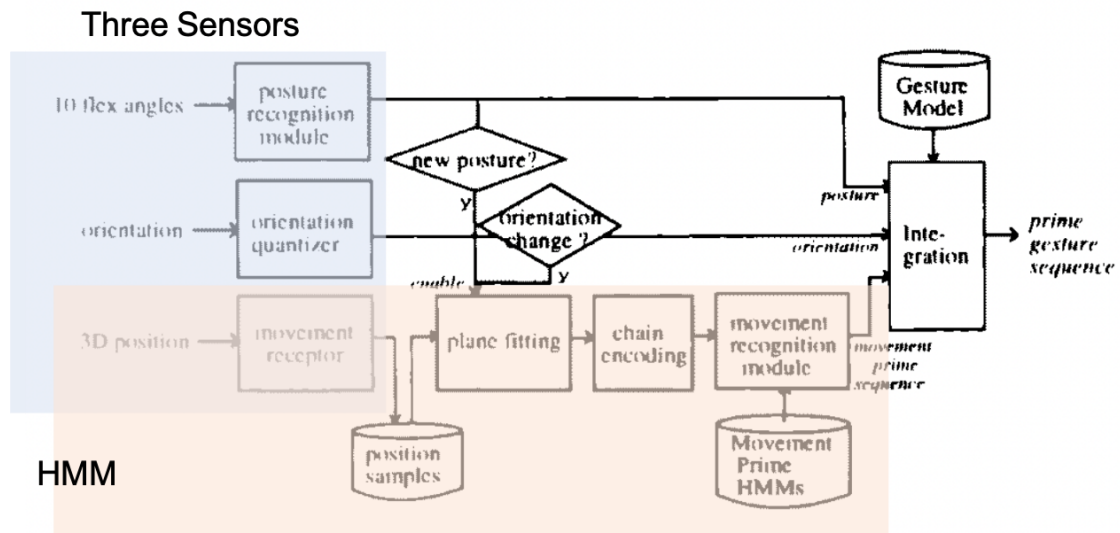 Three Sensors
10 flex angles
posture
recognition
module
Gesture
Model
new posture?
y
posture
orientation
orientation
quantizer
orientation
change ?
y
orientation
Inte-
gration
prime
gesture
sequence
enable
3D position
movement
receptor
plane fitting
chain
encoding
movement
recognition
module
movement
prime
sequence
position
samples
Movement
Prime
HMMs
HMM